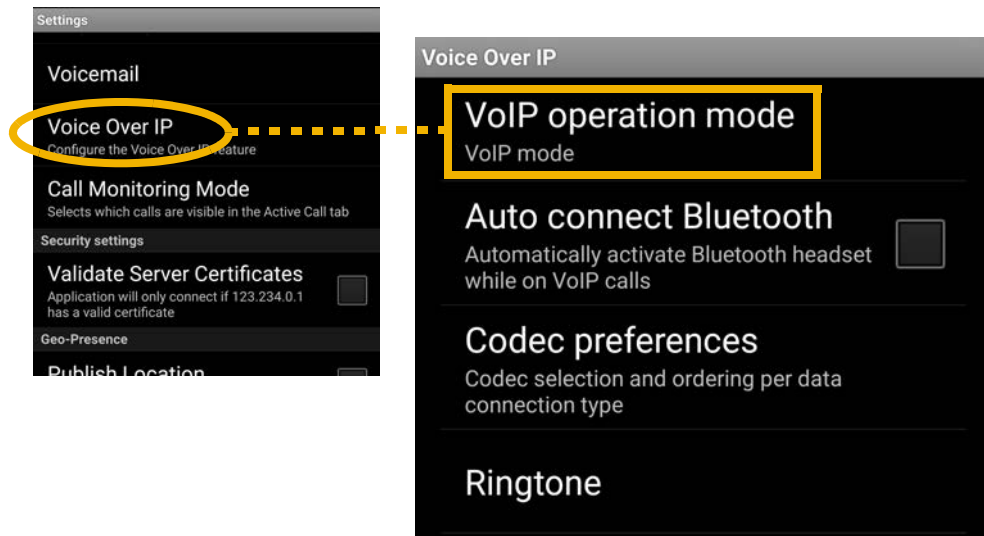 Settings
Voicemail
Voice Over IP
Configure the Voice Over IP feature
Call Monitoring Mode
Selects which calls are visible in the Active Call tab
Security settings
Validate Server Certificates
Application will only connect if 123.234.0.1
has a valid certificate
Geo-Presence
Publish Location
Voice Over IP
VoIP operation mode
VoIP mode
Auto connect Bluetooth
Automatically activate Bluetooth headset
while on VoIP calls
Codec preferences
Codec selection and ordering per data
connection type
Ringtone